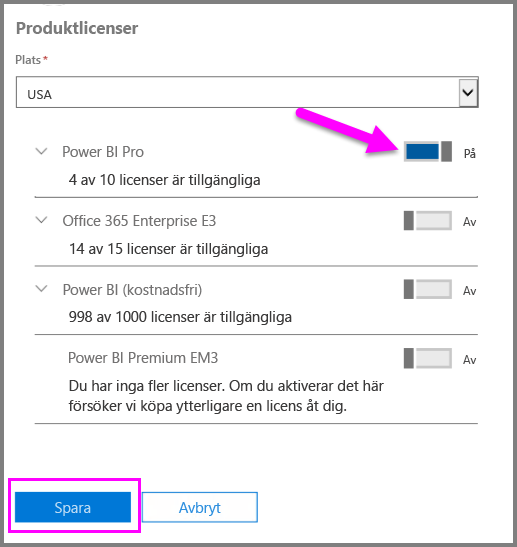 Produktlicenser
Plats*
USA
Power BI Pro
På
4 av 10 licenser är tillgängliga
Office 365 Enterprise E3
Av
14 av 15 licenser är tillgängliga
Power BI (kostnadsfri)
Av
998 av 1000 licenser är tillgängliga
Power BI Premium EM3
Av
Du har inga fler licenser. Om du aktiverar det här
försöker vi köpa ytterligare en licens åt dig.
Spara
Avbryt